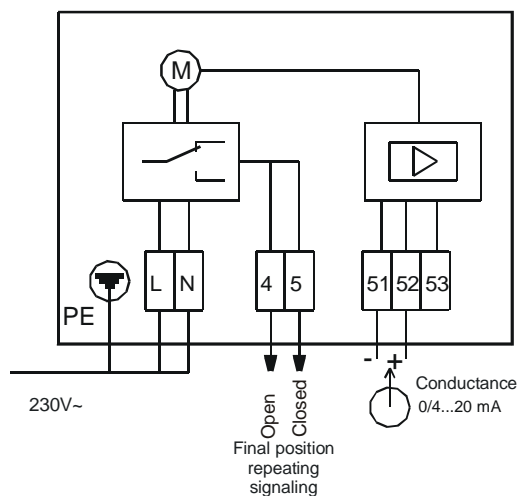 M
L N 4 5 51 52 53
PE
- +
230V~
Open
Closed
Final position
repeating
signaling
Conductance
0/4...20 mA